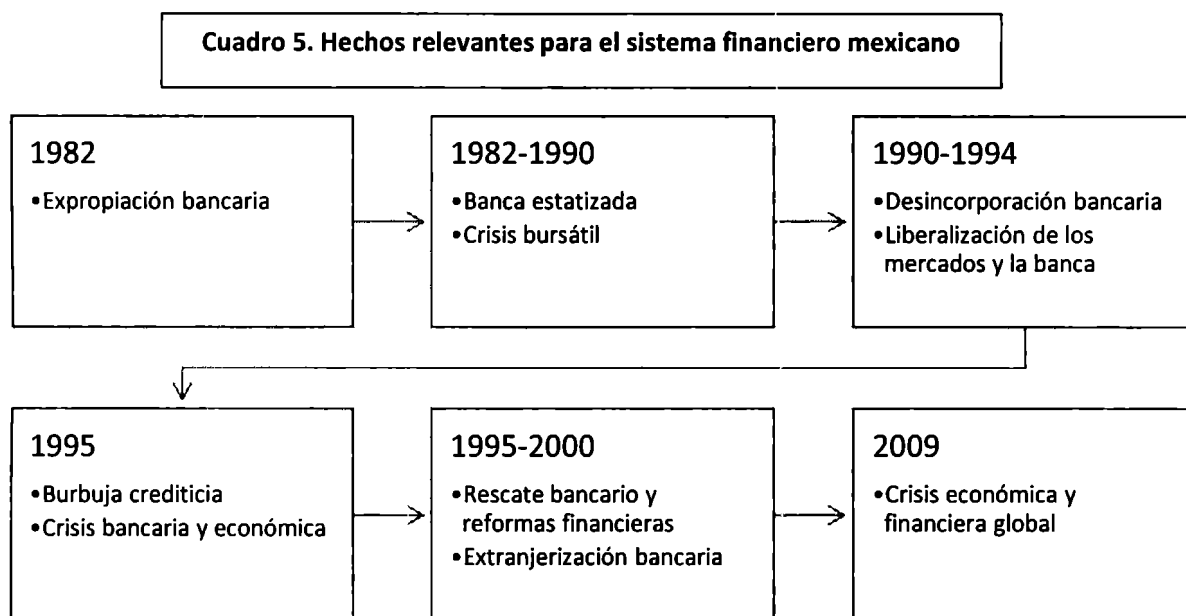 Cuadro 5. Hechos relevantes para el sistema financiero mexicano
1982
•Expropiación bancaria
1982-1990
•Banca estatizada
•Crisis bursátil
1990-1994
•Desincorporación bancaria
•Liberalización de los
mercados y la banca
1995
•Burbuja crediticia
•Crisis bancaria y económica
1995-2000
•Rescate bancario y
reformas financieras
•Extranjerización bancaria
2009
•Crisis económica y
financiera global